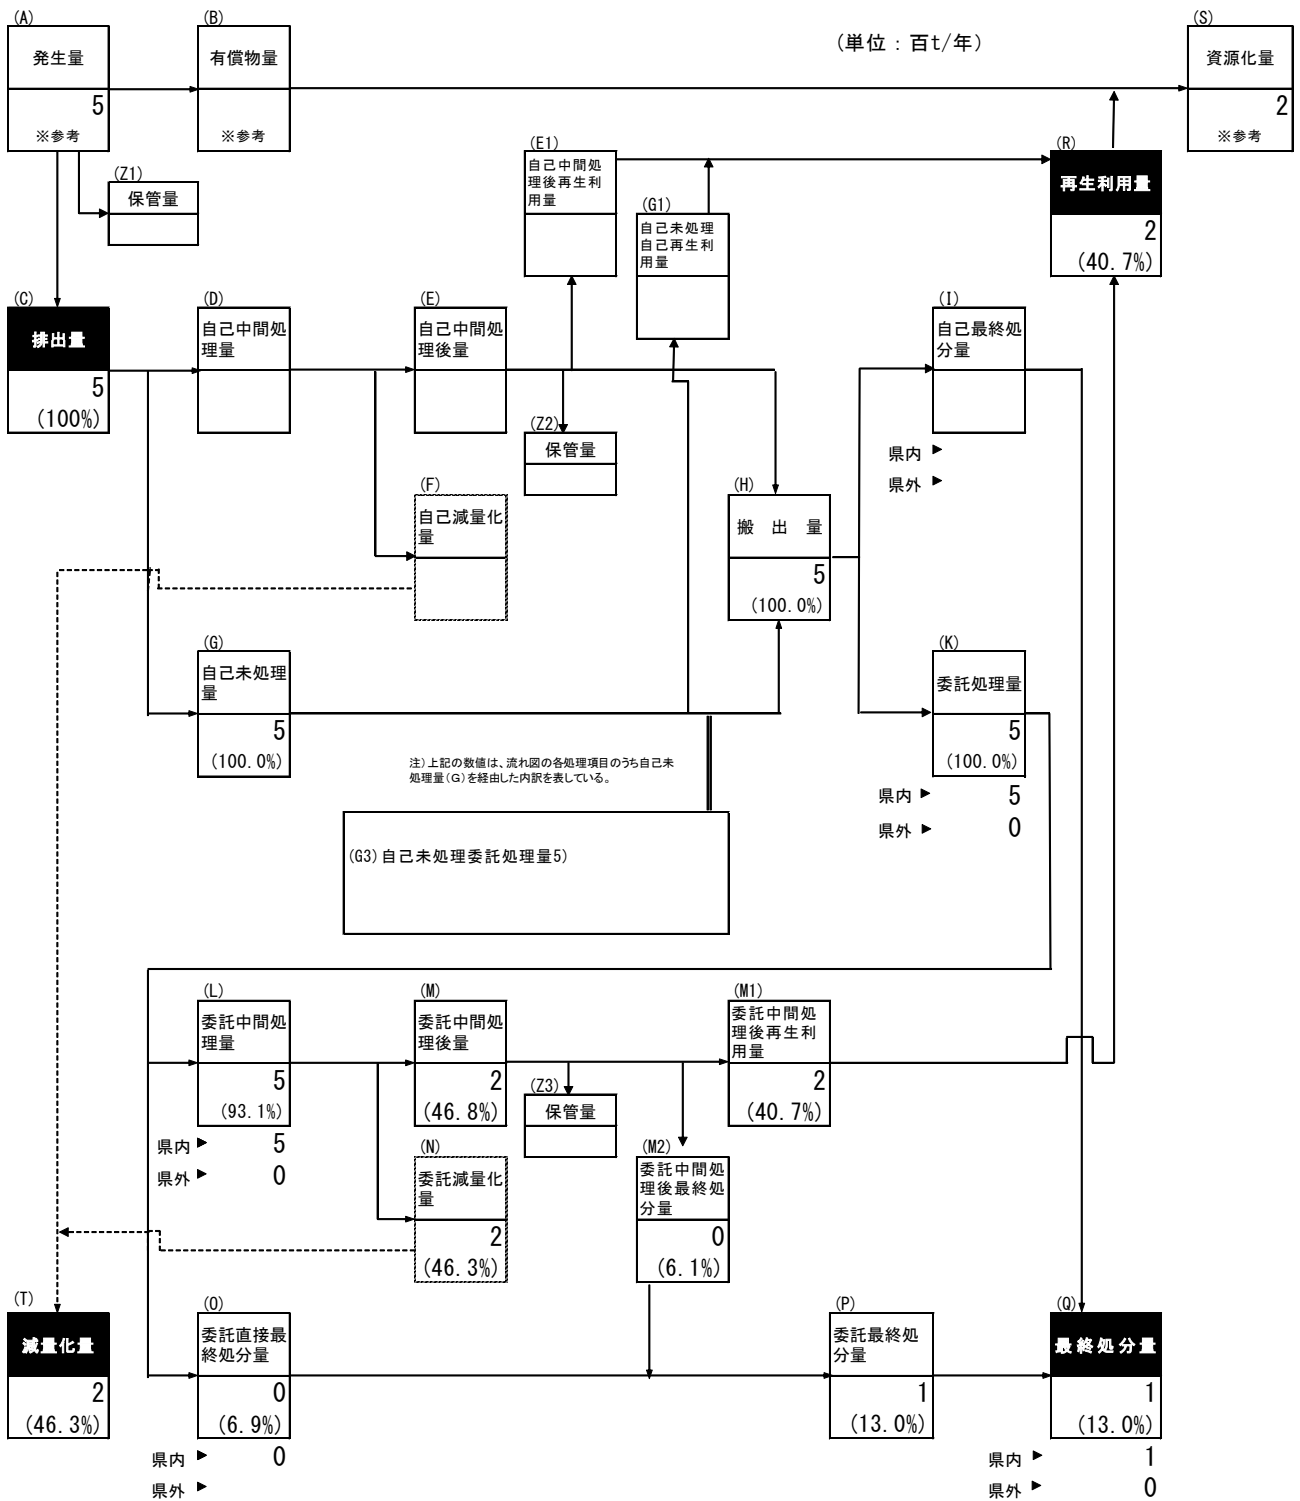 (A)
発生量
5
※参考
(B)
有償物量
※参考
(単位：百t/年)
(S)
資源化量
2
※参考
(Z1)
保管量
(E1)
自己中間処
理後再生利
用量
(G1)
自己未処理
自己再生利
用量
(R)
再生利用量
2
(40.7%)
(C)
排出量
5
(100%)
(D)
自己中間処
理量
(E)
自己中間処
理後量
(Z2)
保管量
(F)
自己減量化
量
(I)
自己最終処
分量
県内 ▶
県外 ▶
(H)
搬 出 量
5
(100.0%)
(G)
自己未処理
量
5
(100.0%)
(K)
委託処理量
5
(100.0%)
県内 ▶ 5
県外 ▶ 0
注)上記の数値は、流れ図の各処理項目のうち自己未
処理量(G)を経由した内訳を表している。
(G3)自己未処理委託処理量5)
(L)
委託中間処
理量
5
(93.1%)
県内 ▶ 5
県外 ▶ 0
(M)
委託中間処
理後量
2
(46.8%)
(Z3)
保管量
(M1)
委託中間処
理後再生利
用量
2
(40.7%)
(N)
委託減量化
量
2
(46.3%)
(M2)
委託中間処
理後最終処
分量
0
(6.1%)
(T)
減量化量
2
(46.3%)
(O)
委託直接最
終処分量
0
(6.9%)
県内 ▶ 0
県外 ▶
(P)
委託最終処
分量
1
(13.0%)
(Q)
最終処分量
1
(13.0%)
県内 ▶ 1
県外 ▶ 0